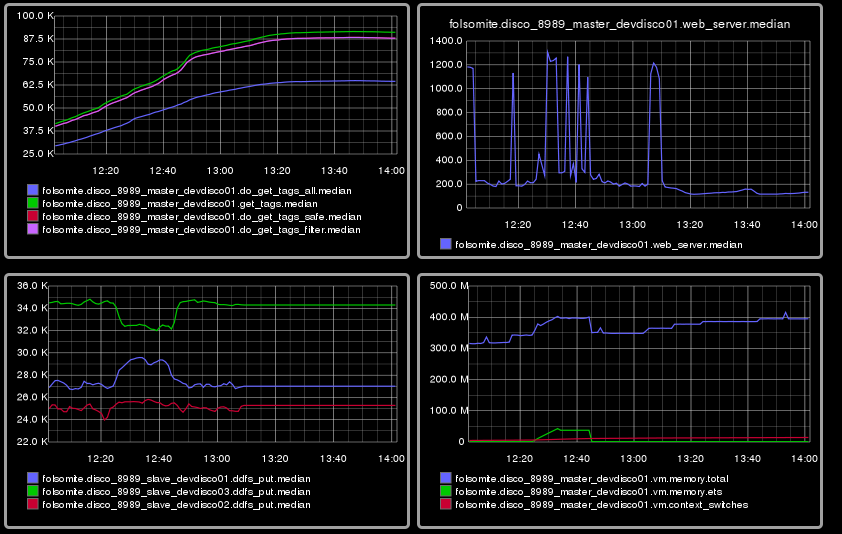 100.0 K
87.5 K
75.0 K
62.5 K
50.0 K
37.5 K
25.0 K
12:20 12:40 13:00 13:20 13:40 14:00
folsomite.disco_8989_master_devdisco01.do_get_tags_all.median
folsomite.disco_8989_master_devdisco01.get_tags.median
folsomite.disco_8989_master_devdisco01.do_get_tags_safe.median
folsomite.disco_8989_master_devdisco01.do_get_tags_filter.median
folsomite.disco_8989_master_devdisco01.web_server.median
1400.0
1200.0
1000.0
800.0
600.0
400.0
200.0
0
12:20 12:40 13:00 13:20 13:40 14:00
folsomite.disco_8989_master_devdisco01.web_server.median
36.0 K
34.0 K
32.0 K
30.0 K
28.0 K
26.0 K
24.0 K
22.0 K
12:20 12:40 13:00 13:20 13:40 14:00
folsomite.disco_8989_slave_devdisco01.ddfs_put.median
folsomite.disco_8989_slave_devdisco03.ddfs_put.median
folsomite.disco_8989_slave_devdisco02.ddfs_put.median
500.0 M
400.0 M
300.0 M
200.0 M
100.0 M
0
12:20 12:40 13:00 13:20 13:40 14:00
folsomite.disco_8989_master_devdisco01.vm.memory.total
folsomite.disco_8989_master_devdisco01.vm.memory.ets
folsomite.disco_8989_master_devdisco01.vm.context_switches